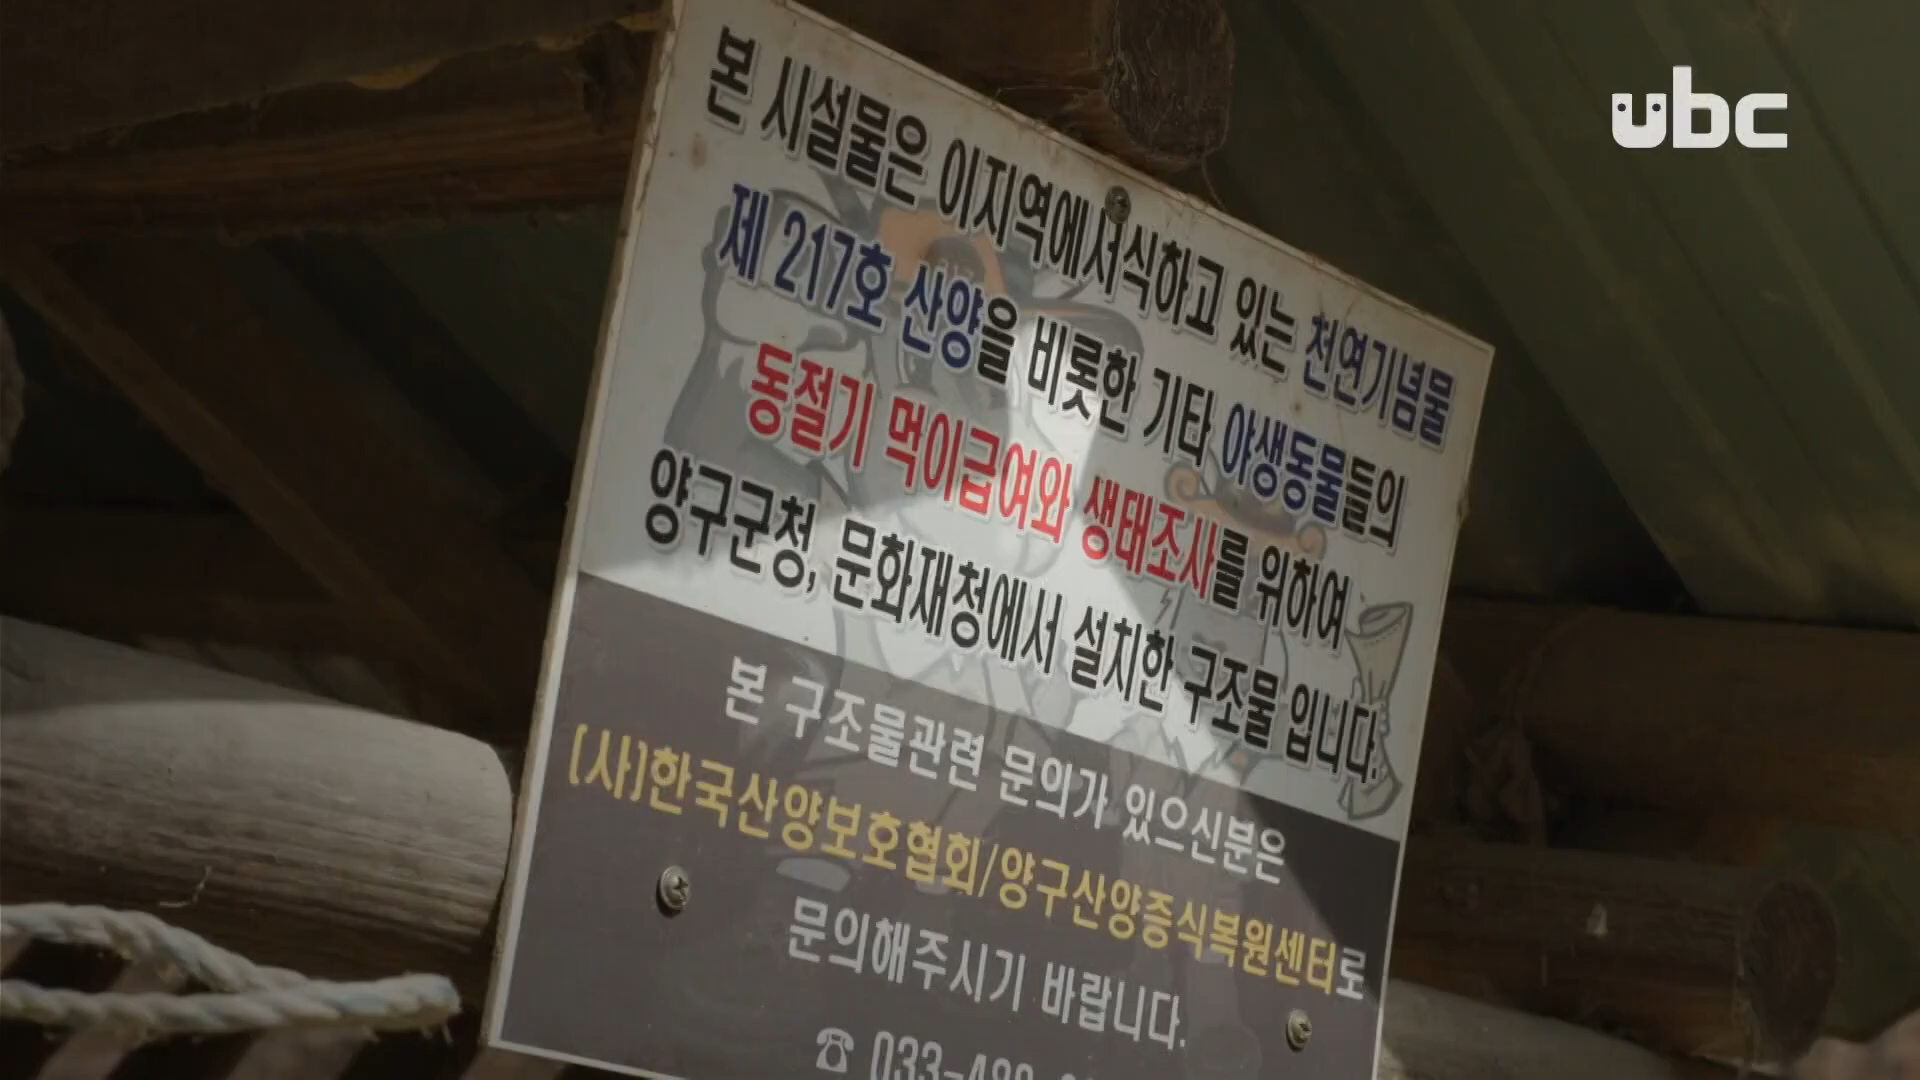 ubc
본 시설물은 이지역에서식하고 있는 천연기념물
제 217호 산양을 비롯한 기타 야생동물들의
동절기 먹이급여와 생태조사를 위하여
양구군청, 문화재청에서 설치한 구조물 입니다.
본 구조물관련 문의가 있으신분은
[사]한국산양보호협회/양구산양증식복원센터로
문의해주시기 바랍니다.
☎ 033-480